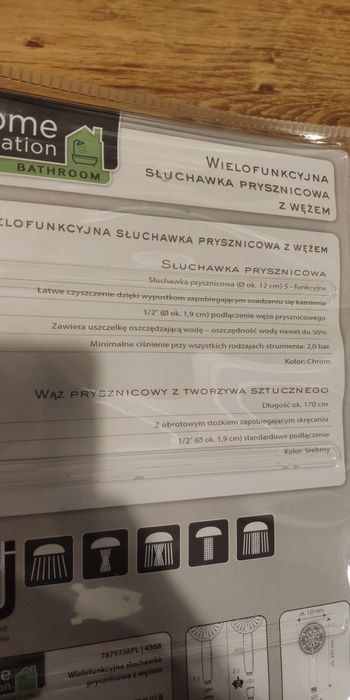 ome
ation
BATHROOM
WIELOFUNKCYJNA
SŁUCHAWKA PRYSZNICOWA
Z WĘŻEM
ELOFUNKCYJNA SŁUCHAWKA PRYSZNICOWA Z WĘŻEM
SŁUCHAWKA PRYSZNICOWA
Słuchawka prysznicowa (Ø ok. 12 cm) 5 - funkcyjna
Łatwe czyszczenie dzięki wypustkom zapobiegającym osadzaniu się kamienia
1/2" (Ø ok. 1,9 cm) podłączenie węża prysznicowego
Zawiera uszczelkę oszczędzającą wodę – oszczędność wody nawet do 50%
Minimalne ciśnienie przy wszystkich rodzajach strumienia: 2,0 bar
Kolor: Chrom
WĄŻ PRYSZNICOWY Z TWORZYWA SZTUCZNEGO
Długość ok. 170 cm
Z obrotowym stożkiem zapobiegającym skręcaniu
1/2" (Ø ok. 1,9 cm) standardowe podłączenie
Kolor: Srebrny
78797JAPL | 4368
Wielofunkcyjna słuchawka
prysznicowa z wężem
ok. 120 mm